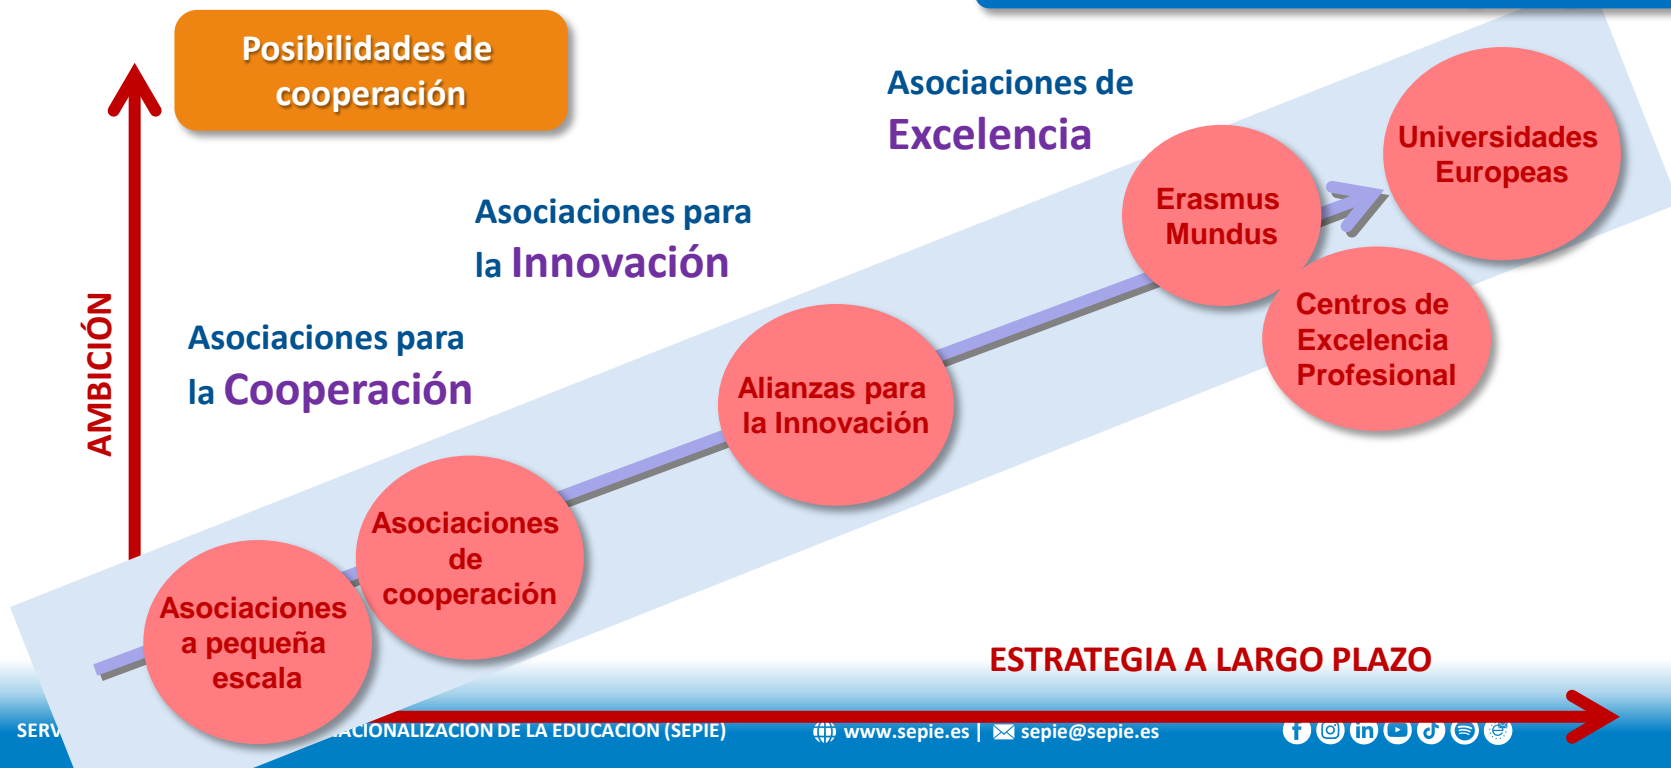 Posibilidades de
cooperación
Asociaciones de
Excelencia
Universidades
Europeas
Erasmus
Mundus
Asociaciones para
la Innovación
Centros de
Excelencia
Profesional
AMBICIÓN
Asociaciones para
la Cooperación
Alianzas para
la Innovación
Asociaciones
de
cooperación
Asociaciones
a pequeña
escala
ESTRATEGIA A LARGO PLAZO
DE LA EDUCACION (SEPIE)
www.sepie.es | sepie@sepie.es